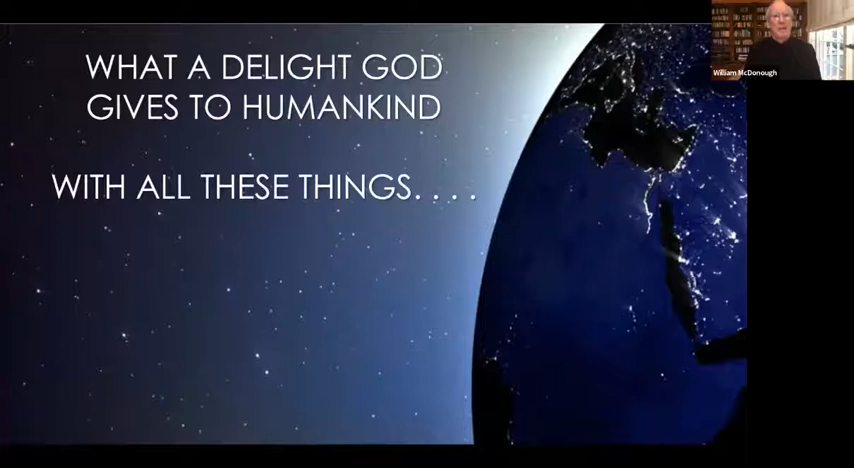 WHAT A DELIGHT GOD
GIVES TO HUMANKIND
WITH ALL THESE THINGS. . . .
William McDonough